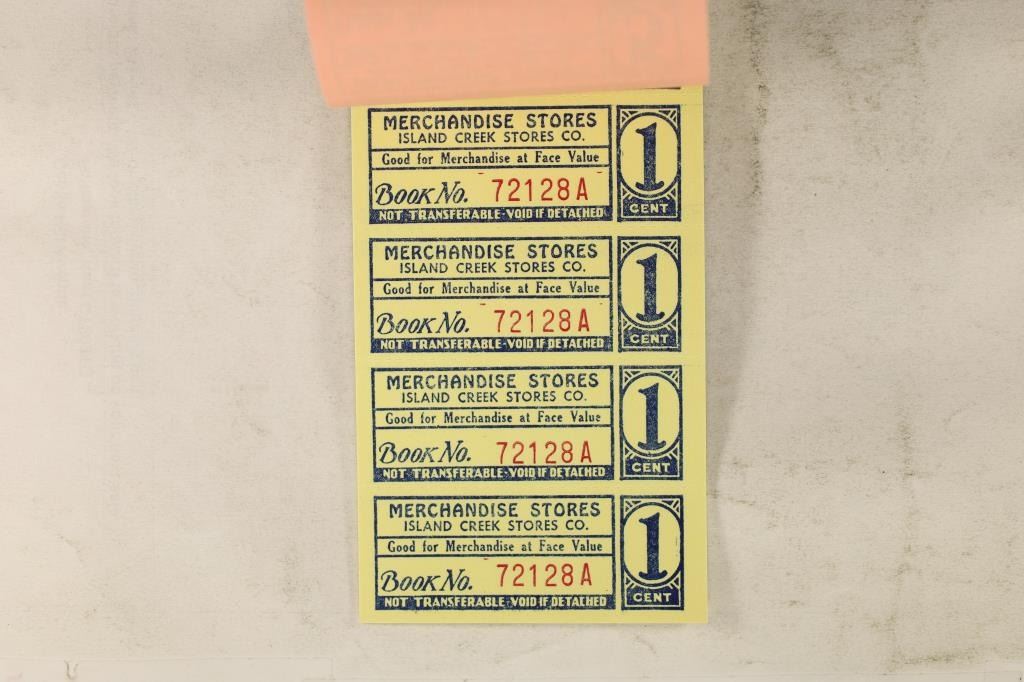 MERCHANDISE STORES
ISLAND CREEK STORES CO.
Good for Merchandise at Face Value
Book No. 72128A
NOT TRANSFERABLE-VOID IF DETACHED
1
CENT
MERCHANDISE STORES
ISLAND CREEK STORES CO.
Good for Merchandise at Face Value
Book No. 72128A
NOT TRANSFERABLE-VOID IF DETACHED
1
CENT
MERCHANDISE STORES
ISLAND CREEK STORES CO.
Good for Merchandise at Face Value
Book No. 72128A
NOT TRANSFERABLE-VOID IF DETACHED
1
CENT
MERCHANDISE STORES
ISLAND CREEK STORES CO.
Good for Merchandise at Face Value
Book No. 72128A
NOT TRANSFERABLE-VOID IF DETACHED
1
CENT